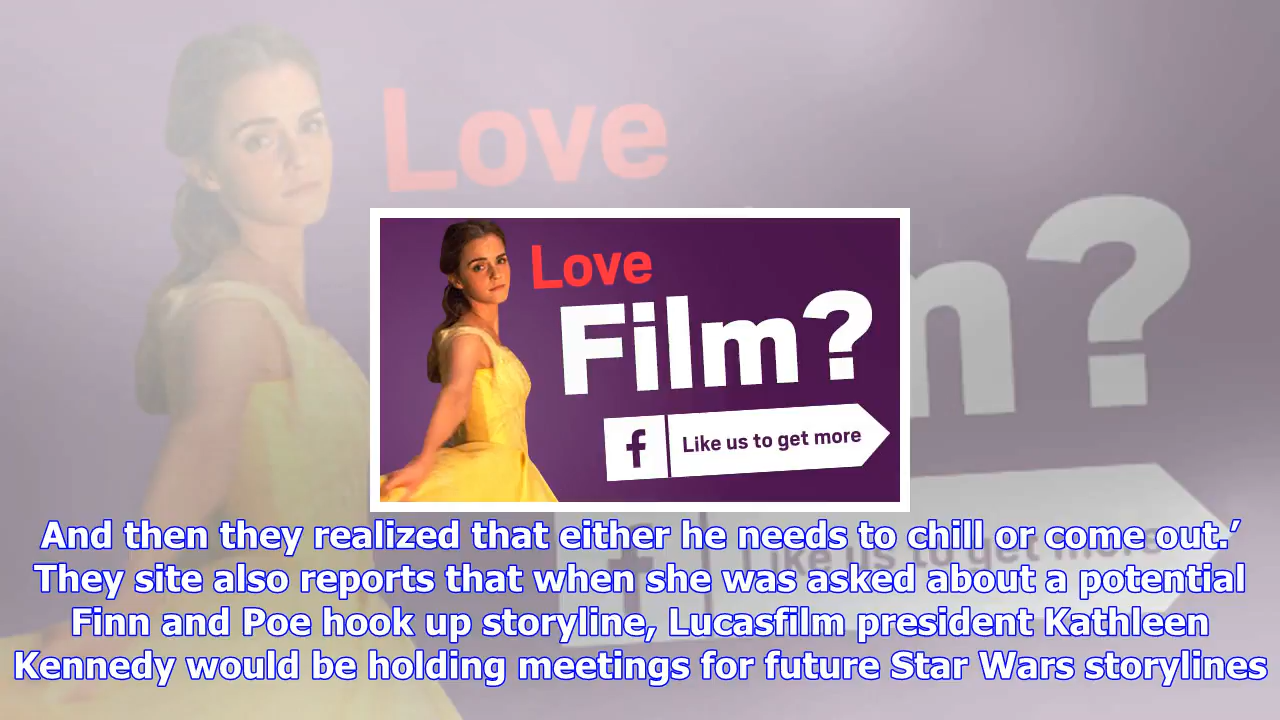 Love
Film?
f
Like us to get more
And then they realized that either he needs to chill or come out.’
They site also reports that when she was asked about a potential
Finn and Poe hook up storyline, Lucasfilm president Kathleen
Kennedy would be holding meetings for future Star Wars storylines